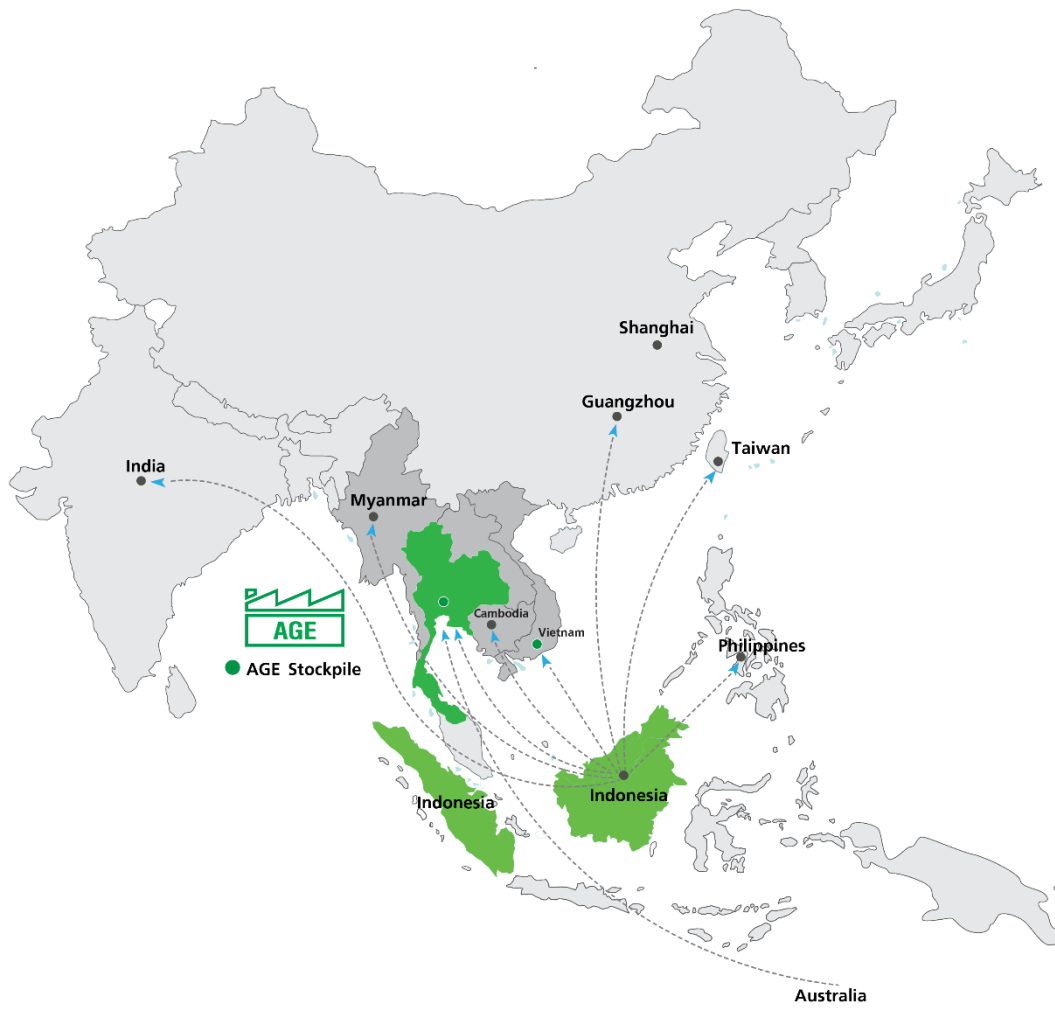 Shanghai
Guangzhou
Taiwan
India
Myanmar
Cambodia
Vietnam
AGE
Philippines
AGE Stockpile
Indonesia
Indonesia
Australia